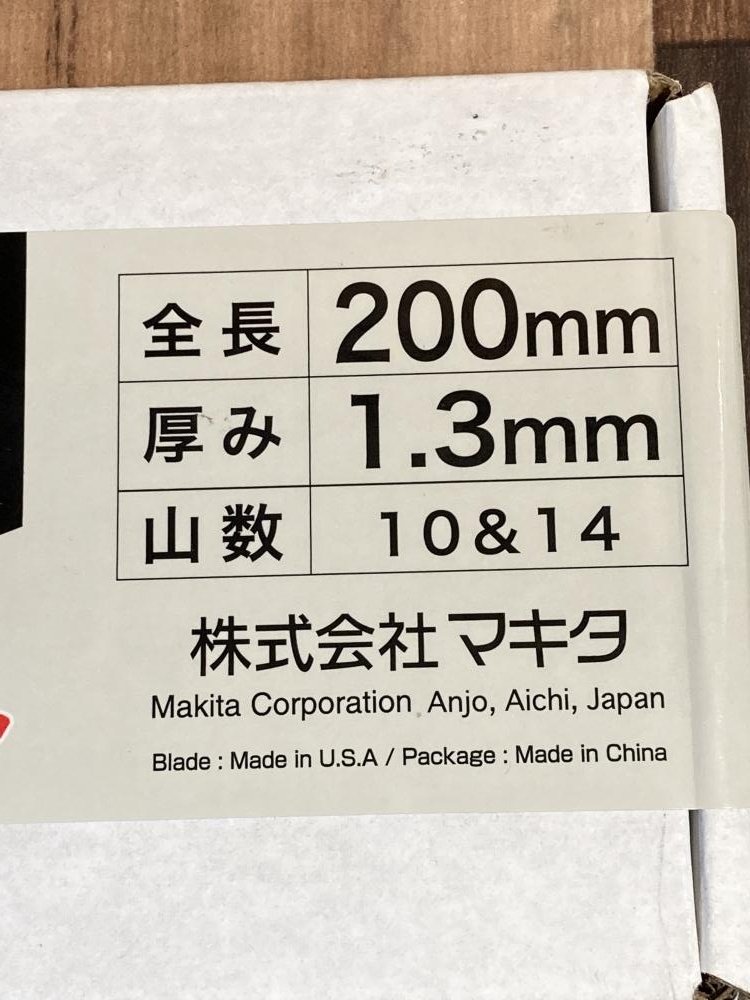 全長 200mm
厚み 1.3mm
山数 10&14
株式会社マキタ
Makita Corporation Anjo, Aichi, Japan
Blade : Made in U.S.A / Package : Made in China